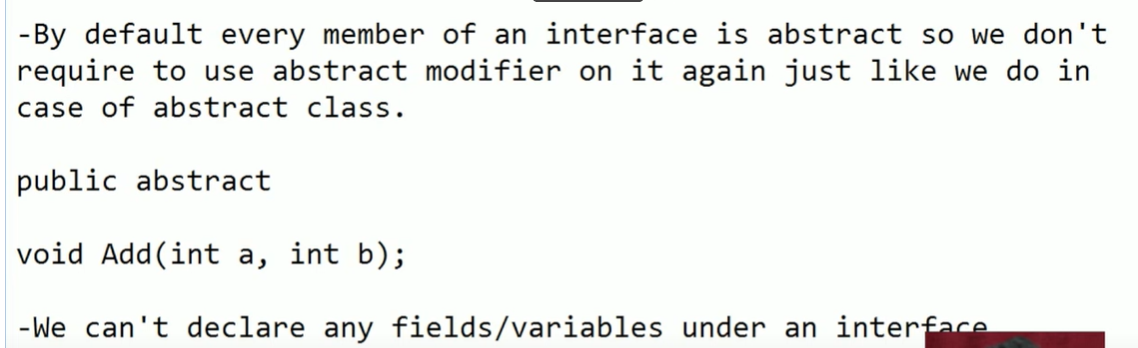 -By default every member of an interface is abstract so we don't
require to use abstract modifier on it again just like we do in
case of abstract class.
public abstract
void Add(int a, int b);
-We can't declare any fields/variables under an interface